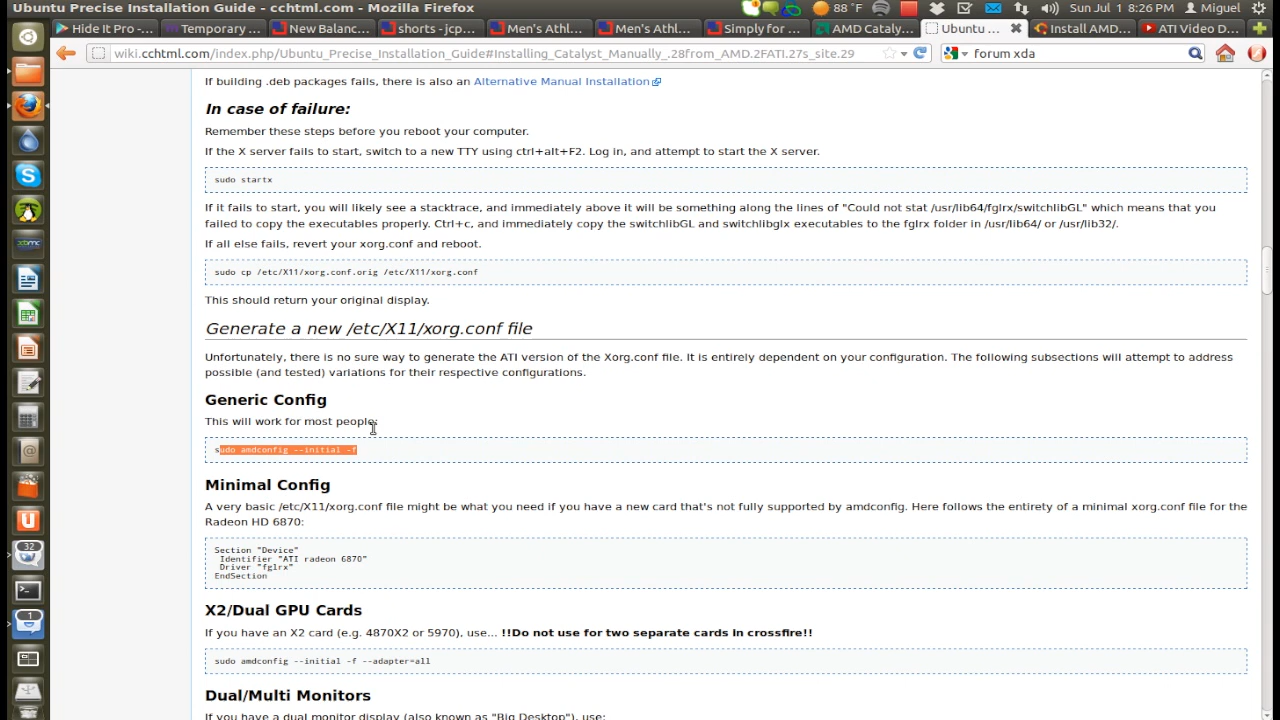 Ubuntu Precise Installation Guide - cchtml.com - Mozilla Firefox
88 °F
Sun Jul 1 8:26 PM
Miguel
Hide It Pro -...
Temporary ...
New Balanc...
shorts - jcp...
Men's Athl...
Men's Athl...
Simply for ...
AMD Cataly...
Ubuntu ...
Install AMD...
ATI Video D...
wiki.cchtml.com/index.php/Ubuntu_Precise_Installation_Guide#Installing_Catalyst_Manually_.28from_AMD.2FATI.27s_site.29
forum xda
If building .deb packages fails, there is also an Alternative Manual Installation
In case of failure:
Remember these steps before you reboot your computer.
If the X server fails to start, switch to a new TTY using ctrl+alt+F2. Log in, and attempt to start the X server.
sudo startx
If it fails to start, you will likely see a stacktrace, and immediately above it will be something along the lines of "Could not stat /usr/lib64/fglrx/switchlibGL" which means that you
failed to copy the executables properly. Ctrl+c, and immediately copy the switchlibGL and switchlibglx executables to the fglrx folder in /usr/lib64/ or /usr/lib32/.
If all else fails, revert your xorg.conf and reboot.
sudo cp /etc/X11/xorg.conf.orig /etc/X11/xorg.conf
This should return your original display.
Generate a new /etc/X11/xorg.conf file
Unfortunately, there is no sure way to generate the ATI version of the Xorg.conf file. It is entirely dependent on your configuration. The following subsections will attempt to address
possible (and tested) variations for their respective configurations.
Generic Config
This will work for most people:
sudo amdconfig --initial -f
Minimal Config
A very basic /etc/X11/xorg.conf file might be what you need if you have a new card that's not fully supported by amdconfig. Here follows the entirety of a minimal xorg.conf file for the
Radeon HD 6870:
Section "Device"
Identifier "ATI radeon 6870"
Driver "fglrx"
EndSection
X2/Dual GPU Cards
If you have an X2 card (e.g. 4870X2 or 5970), use... !!Do not use for two separate cards in crossfire!!
sudo amdconfig --initial -f --adapter=all
Dual/Multi Monitors
If you have a dual monitor display (also known as "Big Desktop"), use:
xbmc
32
1